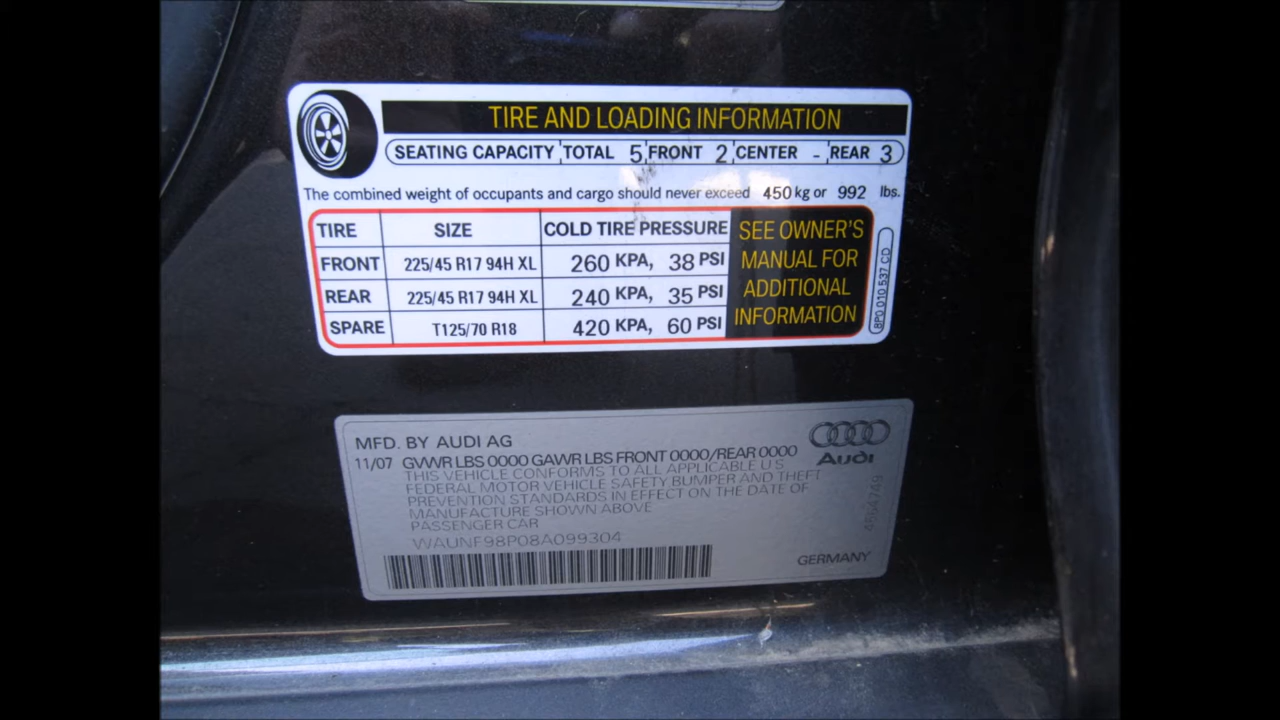 TIRE AND LOADING INFORMATION
SEATING CAPACITY TOTAL 5 FRONT 2 CENTER - REAR 3
The combined weight of occupants and cargo should never exceed 450 kg or 992 lbs.
TIRE SIZE COLD TIRE PRESSURE
FRONT 225/45 R17 94H XL 260 KPA, 38 PSI
REAR 225/45 R17 94H XL 240 KPA, 35 PSI
SPARE T125/70 R18 420 KPA, 60 PSI
SEE OWNER'S
MANUAL FOR
ADDITIONAL
INFORMATION
8P0 010 537 CD
MFD. BY AUDI AG
11/07 GVWR LBS 0000 GAWR LBS FRONT 0000/REAR 0000
THIS VEHICLE CONFORMS TO ALL APPLICABLE U S
FEDERAL MOTOR VEHICLE SAFETY BUMPER AND THEFT
PREVENTION STANDARDS IN EFFECT ON THE DATE OF
MANUFACTURE SHOWN ABOVE
PASSENGER CAR
WAUNF98P08A099304
Audi
4664749
GERMANY